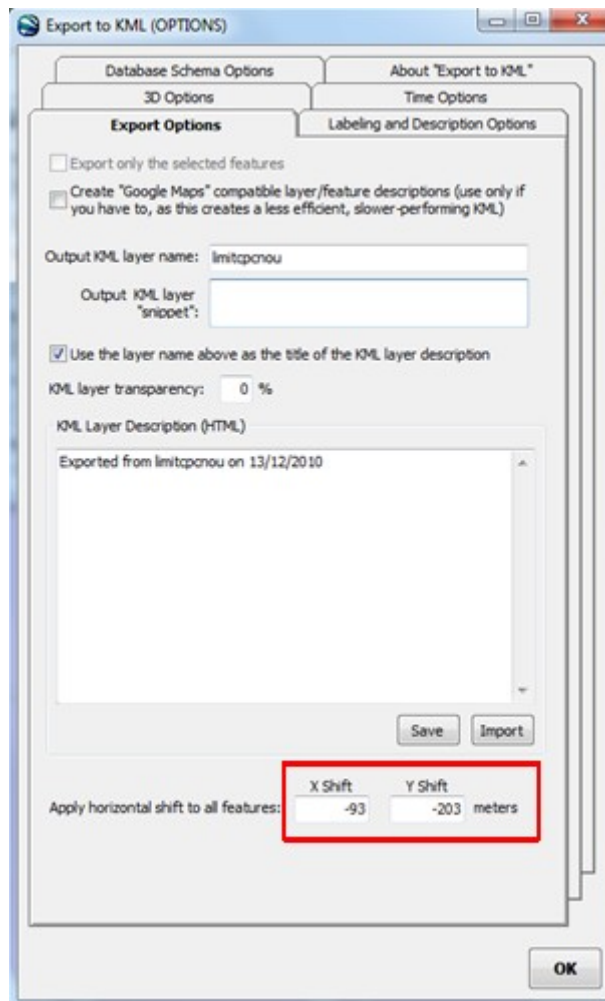 Export to KML (OPTIONS)
Database Schema Options
About "Export to KML"
3D Options
Time Options
Export Options
Labeling and Description Options
Export only the selected features
Create "Google Maps" compatible layer/feature descriptions (use only if
you have to, as this creates a less efficient, slower-performing KML)
Output KML layer name: limitcpcnou
Output KML layer
"snippet":
Use the layer name above as the title of the KML layer description
KML layer transparency: 0 %
KML Layer Description (HTML)
Exported from limitcpcnou on 13/12/2010
Save Import
X Shift Y Shift
Apply horizontal shift to all features: -93 -203 meters
OK